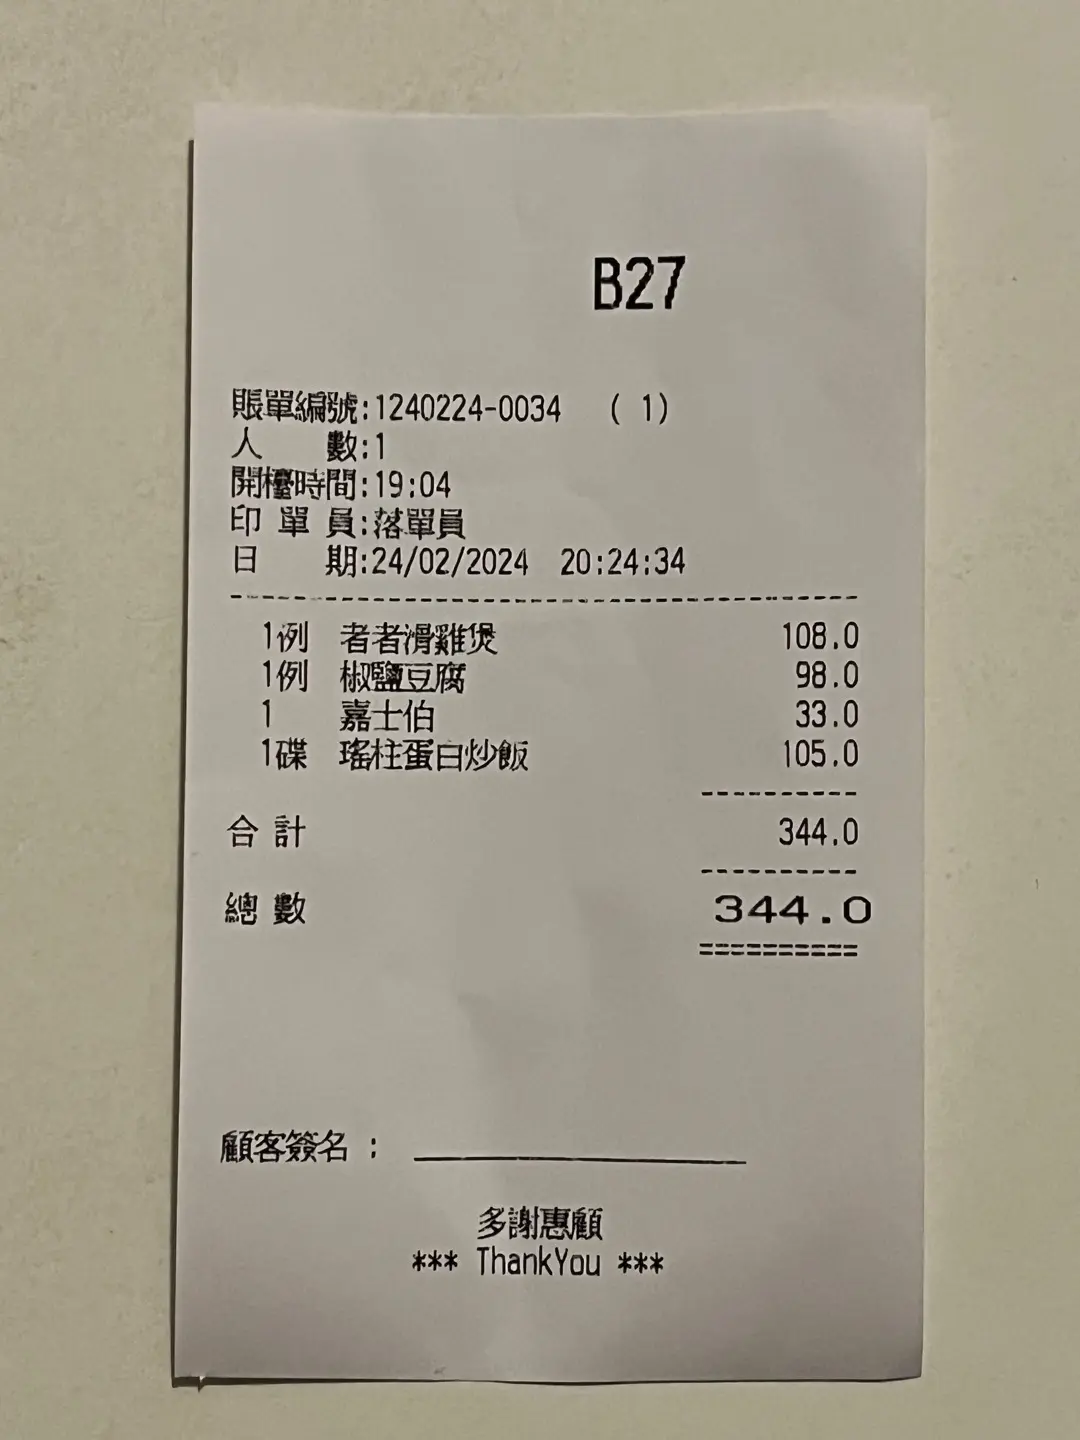 B27
賬單編號:1240224-0034 ( 1)
人 數:1
開檯時間:19:04
印 單 員:落單員
日 期:24/02/2024 20:24:34
1例 者者滑雞煲 108.0
1例 椒鹽豆腐 98.0
1 嘉士伯 33.0
1碟 瑤柱蛋白炒飯 105.0
合 計 344.0
總 數 344.0
顧客簽名 :
多謝惠顧
*** ThankYou ***